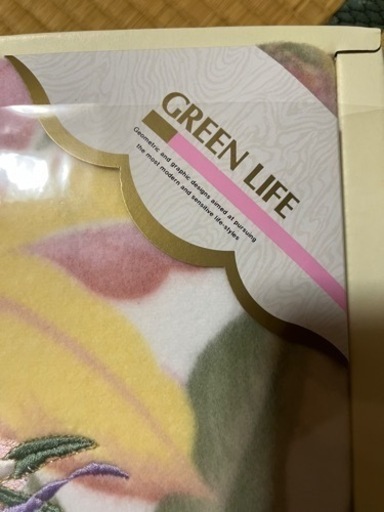 GREEN LIFE
Geometric and graphic designs aimed at pursuing
the most modern and sensitive life-styles